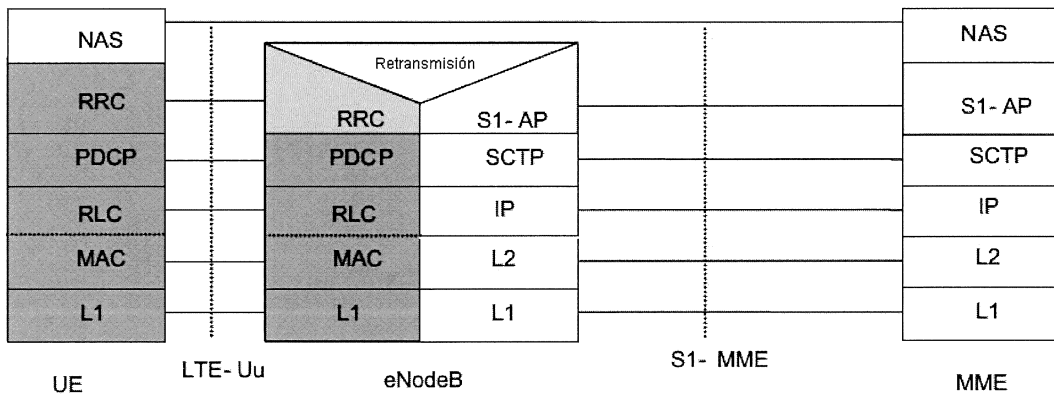 NAS NAS
Retransmisión
RRC RRC S1- AP S1- AP
PDCP PDCP SCTP SCTP
RLC RLC IP IP
MAC MAC L2 L2
L1 L1 L1 L1
LTE- Uu S1- MME
UE eNodeB MME